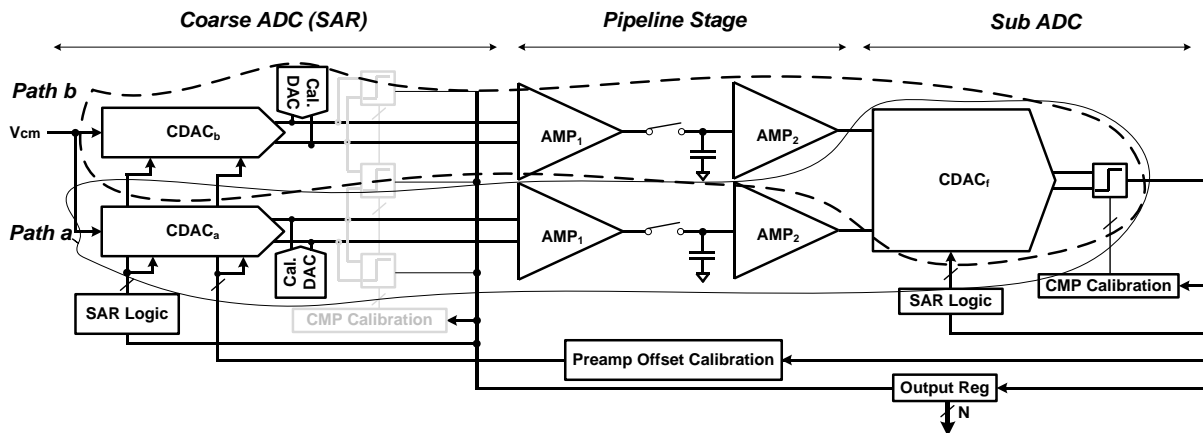 Coarse ADC (SAR)
Pipeline Stage
Sub ADC
Path b
Cal.
DAC
Vcm
CDACb
AMP1
AMP2
CDACf
Path a
CDACa
AMP1
AMP2
Cal.
DAC
SAR Logic
CMP Calibration
SAR Logic
CMP Calibration
Preamp Offset Calibration
Output Reg
N